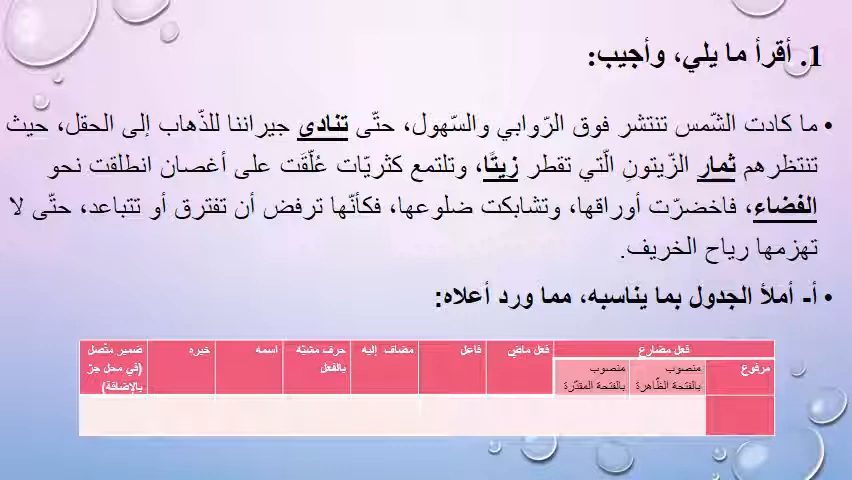 1. أقرأ ما يلي، وأجيب:
• ما كادت الشّمس تنتشر فوق الرّوابي والسّهول، حتّى تنادى جيراننا للذّهاب إلى الحقل، حيث
تنتظرهم ثمار الزّيتونِ الّتي تقطر زيتًا، وتلتمع كثريّات عُلّقَت على أغصان انطلقت نحو
الفضاء، فاخضرّت أوراقها، وتشابكت ضلوعها، فكأنّها ترفض أن تفترق أو تتباعد، حتّى لا
تهزمها رياح الخريف.
• أ- أملأ الجدول بما يناسبه، مما ورد أعلاه:
فعل مضارع
مرفوع
منصوب
بالفتحة الظّاهرة
منصوب
بالفتحة المقدّرة
فعل ماضٍ
فاعل
مضاف إليه
حرف مشبّه
بالفعل
اسمه
خبره
ضمير متّصل
(في محل جرّ
بالإضافة)